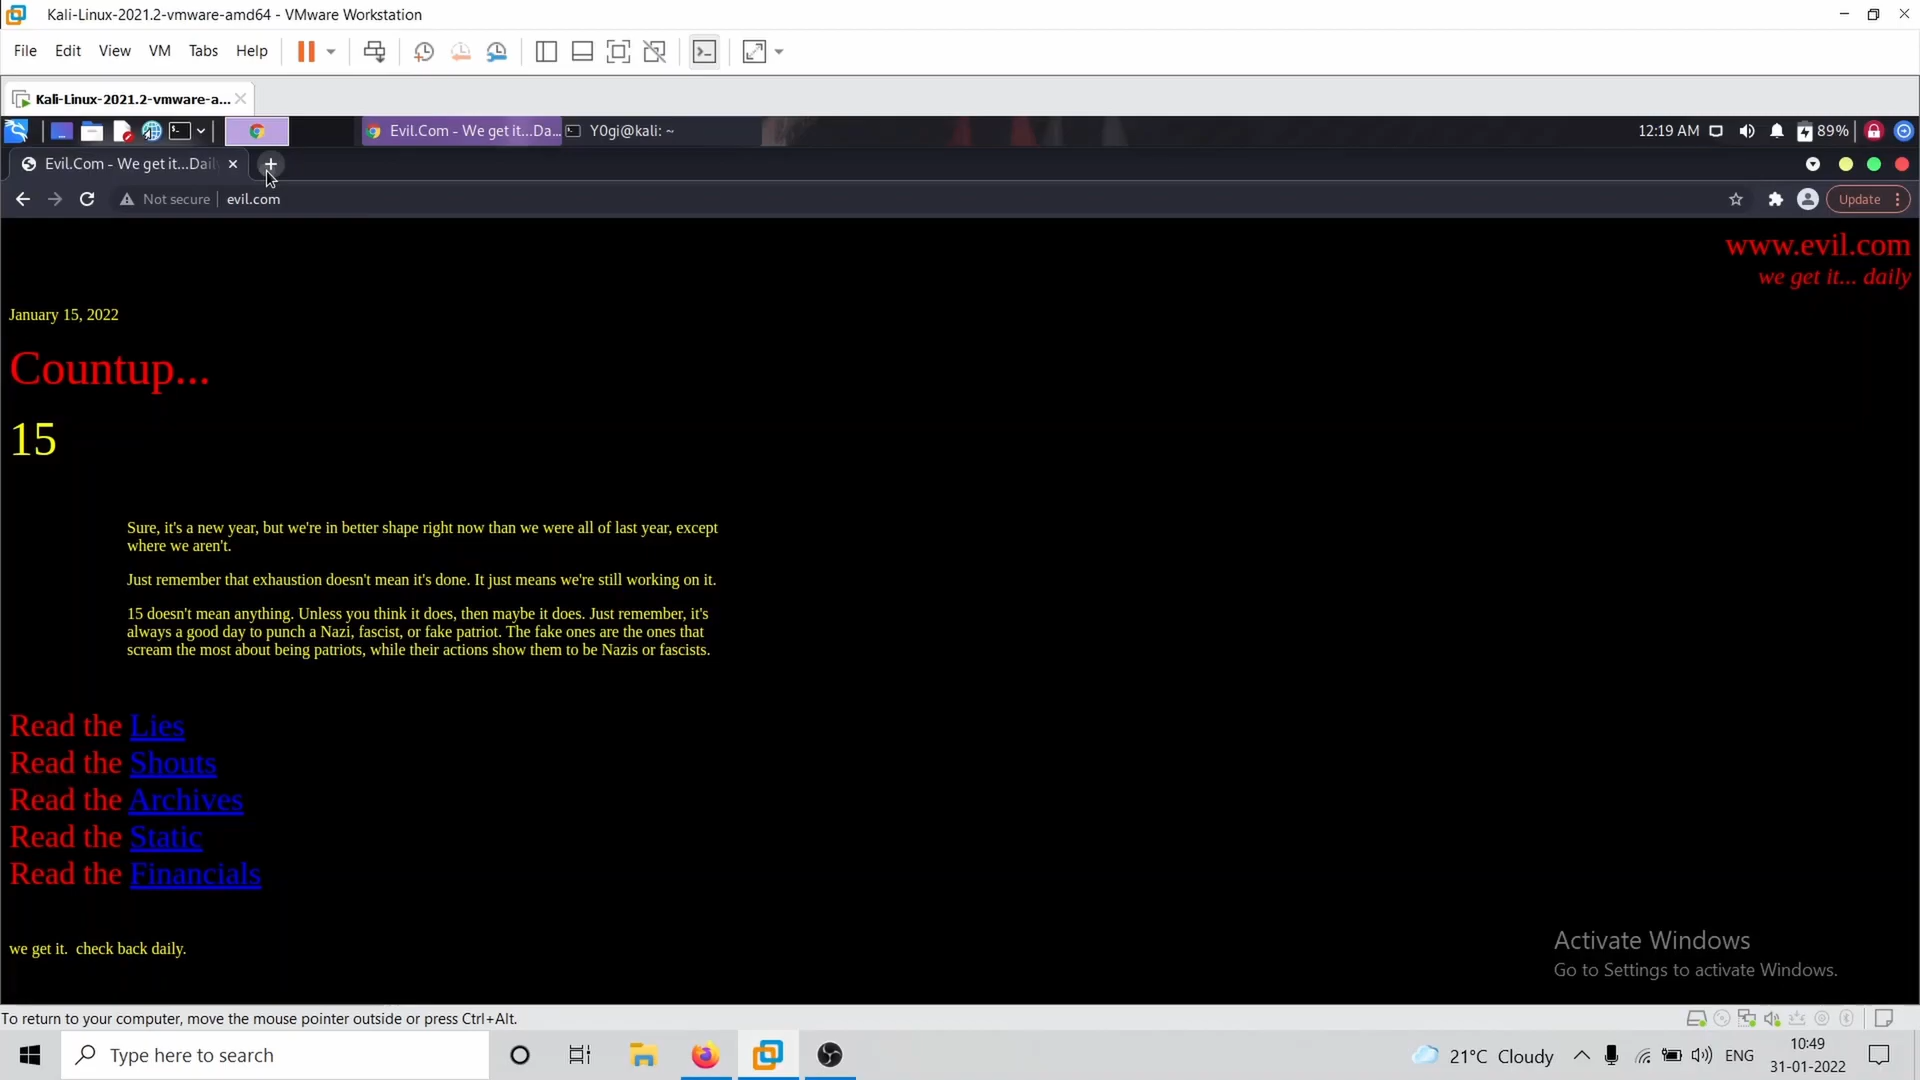 Kali-Linux-2021.2-vmware-amd64 - VMware Workstation
File Edit View VM Tabs Help
Kali-Linux-2021.2-vmware-a...
Evil.Com - We get it...Da... Y0gi@kali: ~ 12:19 AM 89%
Evil.Com - We get it...Dail
Not secure evil.com Update
www.evil.com
we get it... daily
January 15, 2022
Countup...
15
Sure, it's a new year, but we're in better shape right now than we were all of last year, except
where we aren't.
Just remember that exhaustion doesn't mean it's done. It just means we're still working on it.
15 doesn't mean anything. Unless you think it does, then maybe it does. Just remember, it's
always a good day to punch a Nazi, fascist, or fake patriot. The fake ones are the ones that
scream the most about being patriots, while their actions show them to be Nazis or fascists.
Read the Lies
Read the Shouts
Read the Archives
Read the Static
Read the Financials
we get it.  check back daily.
Activate Windows
Go to Settings to activate Windows.
To return to your computer, move the mouse pointer outside or press Ctrl+Alt.
Type here to search 21°C Cloudy ENG 10:49
31-01-2022